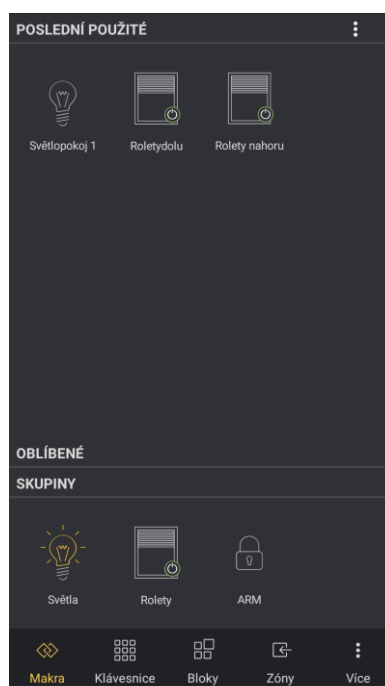 POSLEDNÍ POUŽITÉ
Světlopokoj 1 Roletydolu Rolety nahoru
OBLÍBENÉ
SKUPINY
Světla Rolety ARM
Makra Klávesnice Bloky Zóny Více